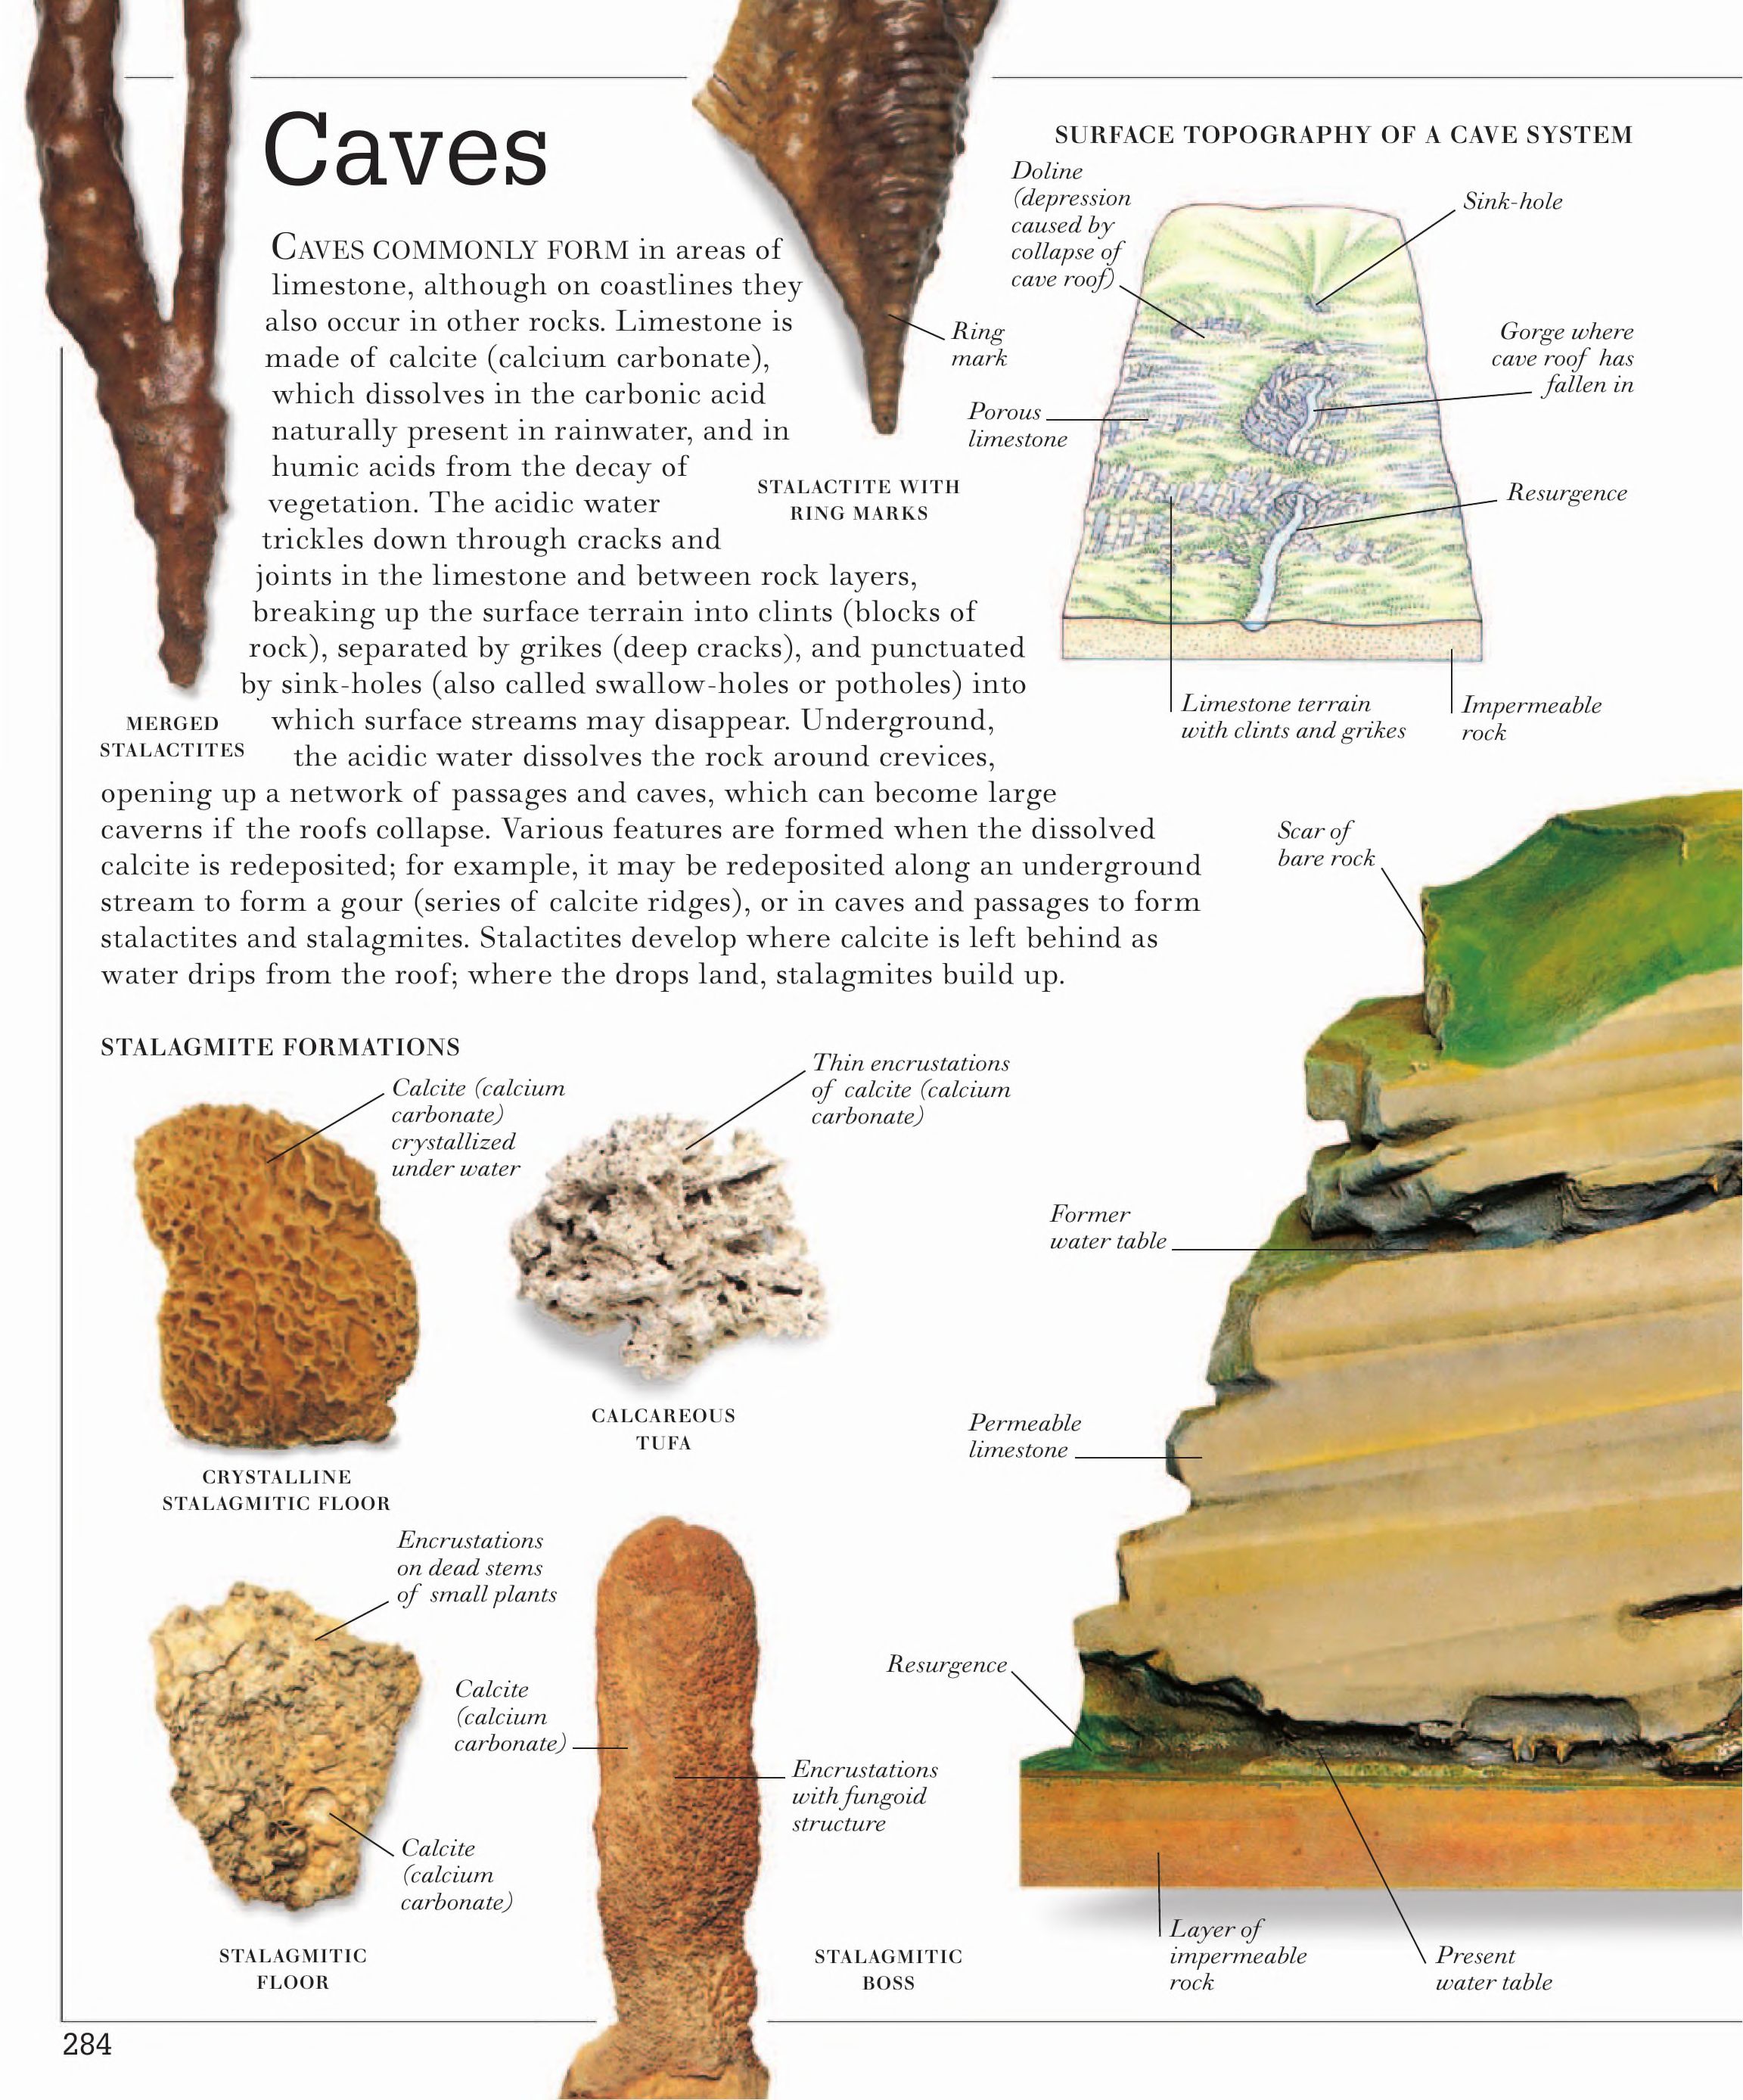 Caves
CAVES COMMONLY FORM in areas of
limestone, although on coastlines they
also occur in other rocks. Limestone is
made of calcite (calcium carbonate),
which dissolves in the carbonic acid
naturally present in rainwater, and in
humic acids from the decay of
vegetation. The acidic water
trickles down through cracks and
joints in the limestone and between rock layers,
breaking up the surface terrain into clints (blocks of
rock), separated by grikes (deep cracks), and punctuated
by sink-holes (also called swallow-holes or potholes) into
which surface streams may disappear. Underground,
the acidic water dissolves the rock around crevices,
opening up a network of passages and caves, which can become large
caverns if the roofs collapse. Various features are formed when the dissolved
calcite is redeposited; for example, it may be redeposited along an underground
stream to form a gour (series of calcite ridges), or in caves and passages to form
stalactites and stalagmites. Stalactites develop where calcite is left behind as
water drips from the roof; where the drops land, stalagmites build up.
MERGED
STALACTITES
Ring
mark
STALACTITE WITH
RING MARKS
SURFACE TOPOGRAPHY OF A CAVE SYSTEM
Doline
(depression
caused by
collapse of
cave roof)
Sink-hole
Gorge where
cave roof has
fallen in
Porous
limestone
Resurgence
Limestone terrain
with clints and grikes
Impermeable
rock
STALAGMITE FORMATIONS
Calcite (calcium
carbonate)
crystallized
under water
CRYSTALLINE
STALAGMITIC FLOOR
Thin encrustations
of calcite (calcium
carbonate)
CALCAREOUS
TUFA
Encrustations
on dead stems
of small plants
Calcite
(calcium
carbonate)
STALAGMITIC
FLOOR
Calcite
(calcium
carbonate)
Encrustations
with fungoid
structure
STALAGMITIC
BOSS
Scar of
bare rock
Former
water table
Permeable
limestone
Resurgence
Layer of
impermeable
rock
Present
water table
284